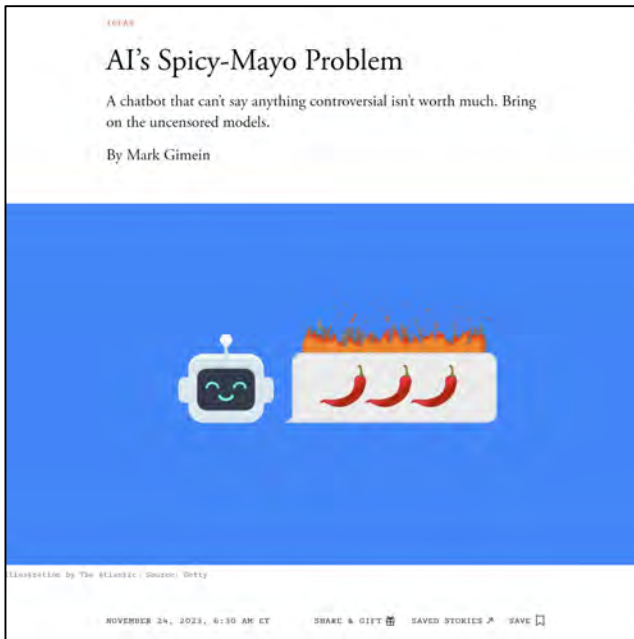 IDEAS
AI's Spicy-Mayo Problem
A chatbot that can't say anything controversial isn't worth much. Bring
on the uncensored models.
By Mark Gimein
Illustration by The Atlantic. Source: Getty
NOVEMBER 24, 2023, 6:30 AM ET SHARE & GIFT SAVED STORIES SAVE